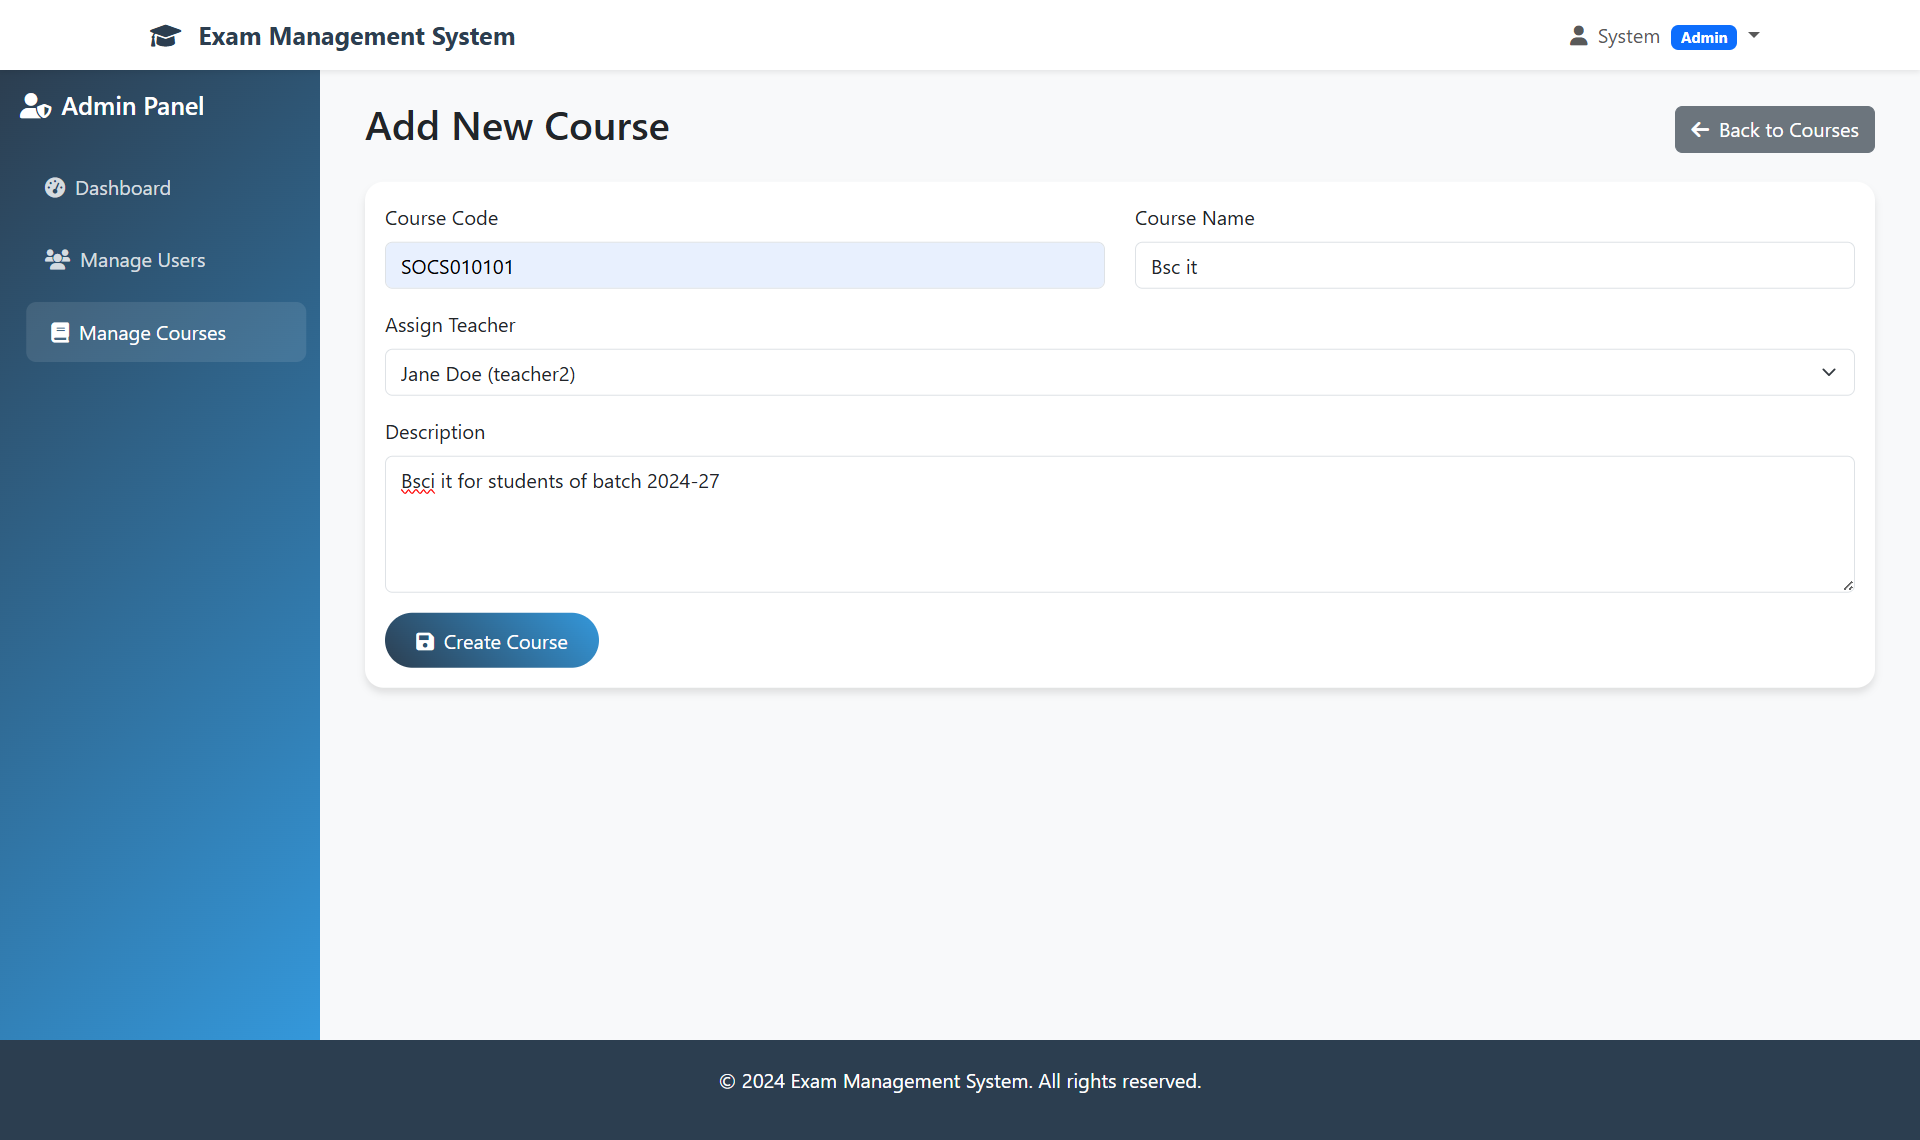 Exam Management System
System Admin
Admin Panel
Dashboard
Manage Users
Manage Courses
Add New Course
Back to Courses
Course Code
Course Name
SOCS010101
Bsc it
Assign Teacher
Jane Doe (teacher2)
Description
Bsci it for students of batch 2024-27
Create Course
© 2024 Exam Management System. All rights reserved.